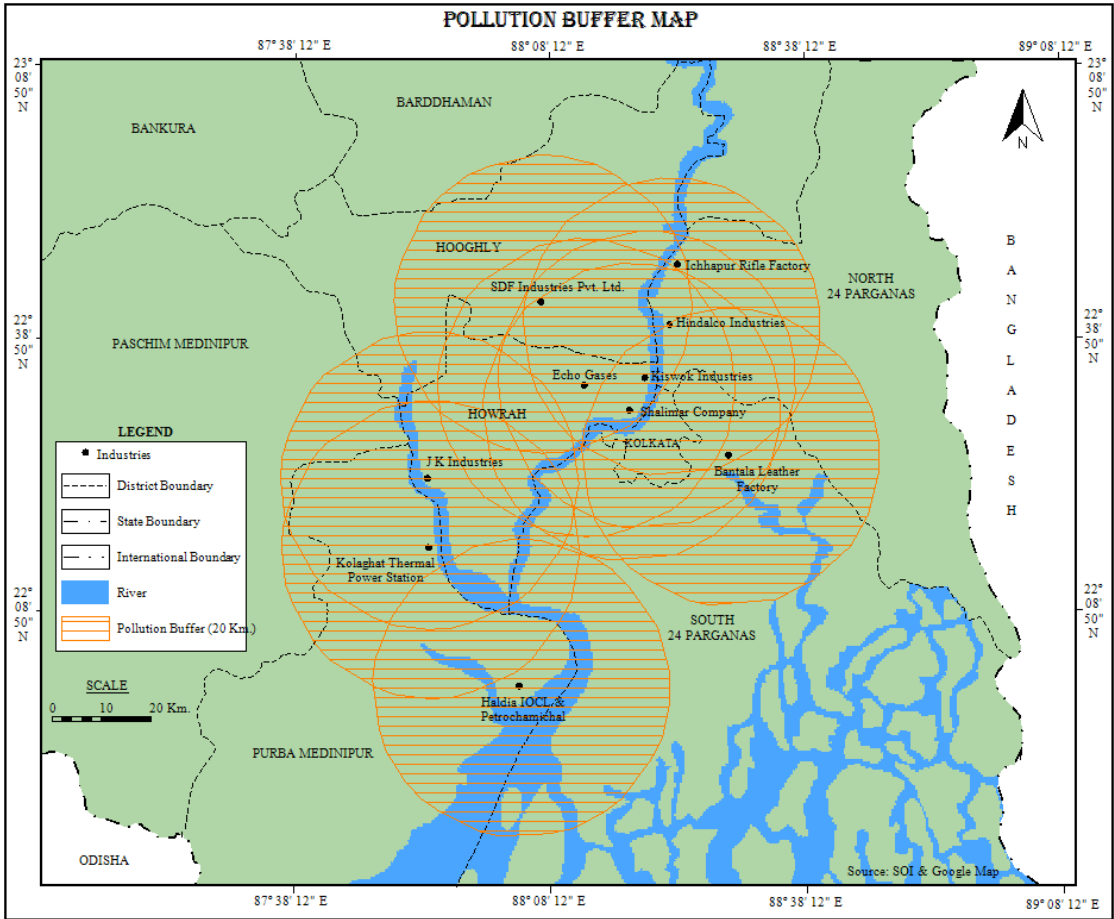 POLLUTION BUFFER MAP
87° 38' 12" E
88° 08' 12" E
88° 38' 12" E
89° 08' 12" E
23°
08'
50"
N
23°
08'
50"
N
BARDDHAMAN
BANKURA
N
HOOGHLY
Ichhapur Rifle Factory
NORTH
24 PARGANAS
SDF Industries Pvt. Ltd.
B
A
N
G
L
A
D
E
S
H
22°
38'
50"
N
22°
38'
50"
N
Hindalco Industries
PASCHIM MEDINIPUR
Echo Gases
Kiswok Industries
HOWRAH
Shalimar Company
KOLKATA
J K Industries
Bantala Leather
Factory
LEGEND
Industries
District Boundary
State Boundary
International Boundary
River
Pollution Buffer (20 Km.)
Kolaghat Thermal
Power Station
22°
08'
50"
N
22°
08'
50"
N
SOUTH
24 PARGANAS
SCALE
0 10 20 Km.
Haldia IOCL &
Petrochamichal
PURBA MEDINIPUR
ODISHA
Source: SOI & Google Map
87° 38' 12" E
88° 08' 12" E
88° 38' 12" E
89° 08' 12" E